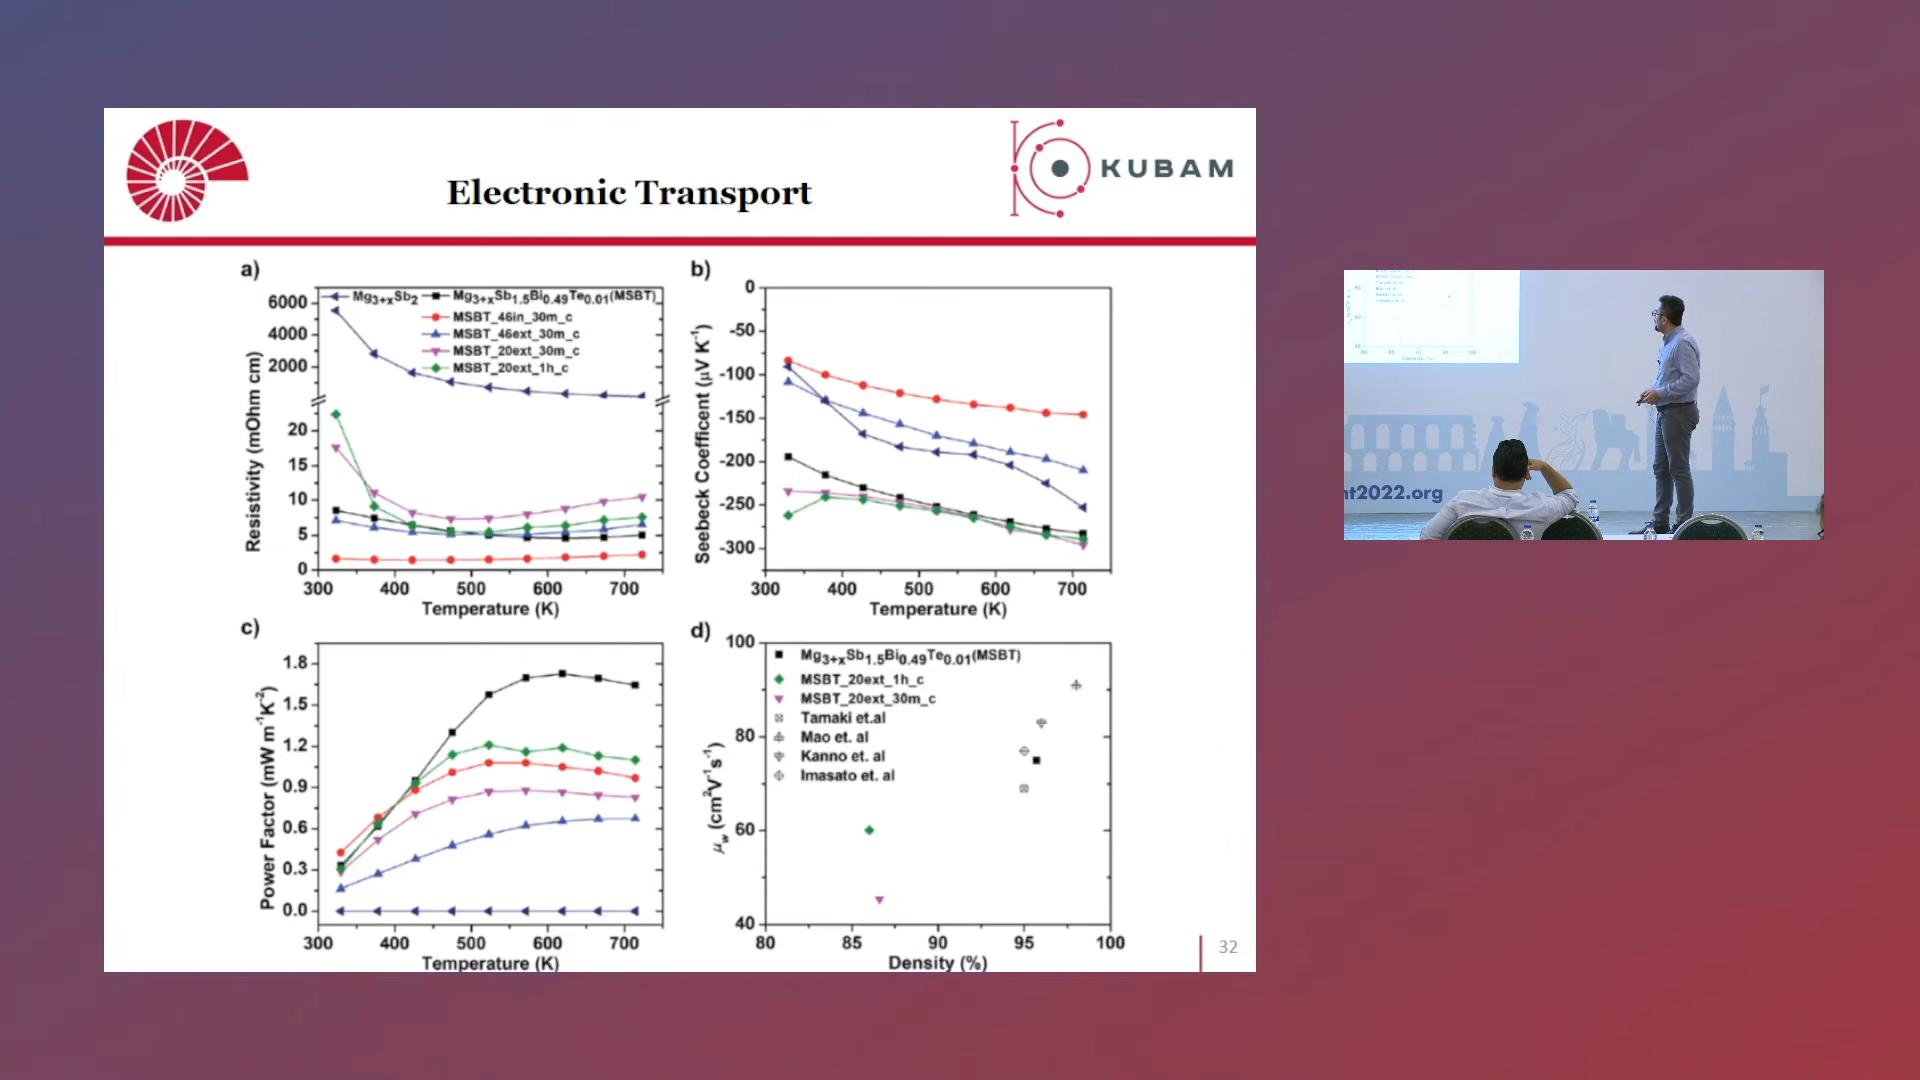 KUBAM
Electronic Transport
a)
6000
4000
2000
20
15
10
5
0
Resistivity (mOhm cm)
Mg3+xSb2
Mg3+xSb1.5Bi0.49Te0.01(MSBT)
MSBT_46in_30m_c
MSBT_46ext_30m_c
MSBT_20ext_30m_c
MSBT_20ext_1h_c
300 400 500 600 700
Temperature (K)
b)
0
-50
-100
-150
-200
-250
-300
Seebeck Coefficent (μV K-1)
300 400 500 600 700
Temperature (K)
c)
1.8
1.5
1.2
0.9
0.6
0.3
0.0
Power Factor (mW m-1K-2)
300 400 500 600 700
Temperature (K)
d)
100
80
60
40
μw (cm2V-1s-1)
Mg3+xSb1.5Bi0.49Te0.01(MSBT)
MSBT_20ext_1h_c
MSBT_20ext_30m_c
Tamaki et.al
Mao et. al
Kanno et. al
Imasato et. al
80 85 90 95 100
Density (%)
32
nt2022.org